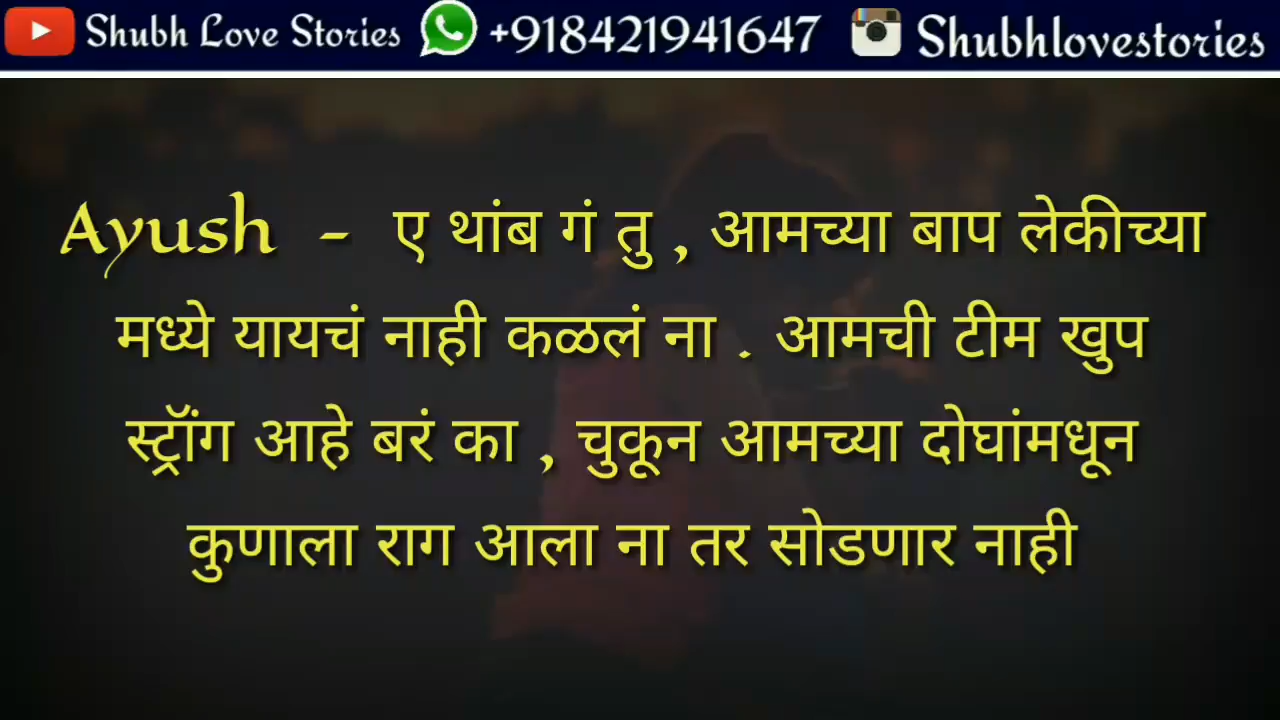 Shubh Love Stories +918421941647 Shubhlovestories
Ayush - ए थांब गं तु , आमच्या बाप लेकीच्या
मध्ये यायचं नाही कळलं ना . आमची टीम खुप
स्ट्रॉंग आहे बरं का , चुकून आमच्या दोघांमधून
कुणाला राग आला ना तर सोडणार नाही